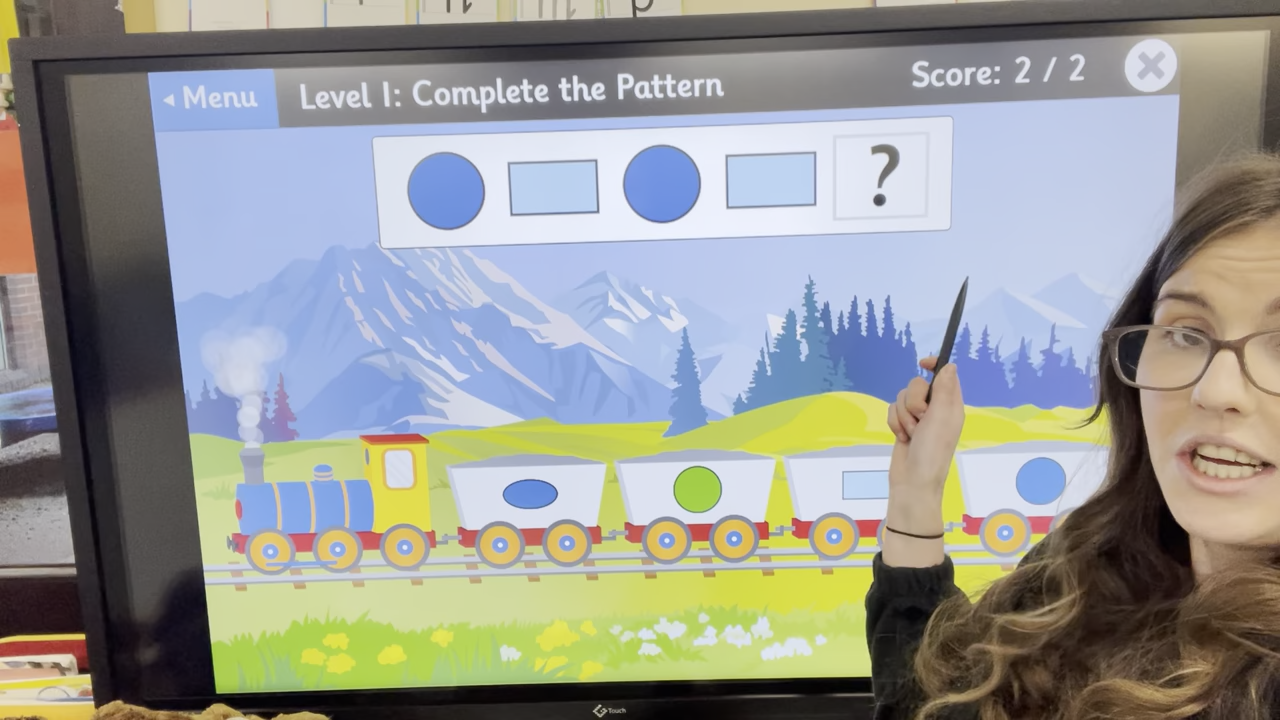 n m p
◂ Menu
Level 1: Complete the Pattern
Score: 2 / 2
?
Touch